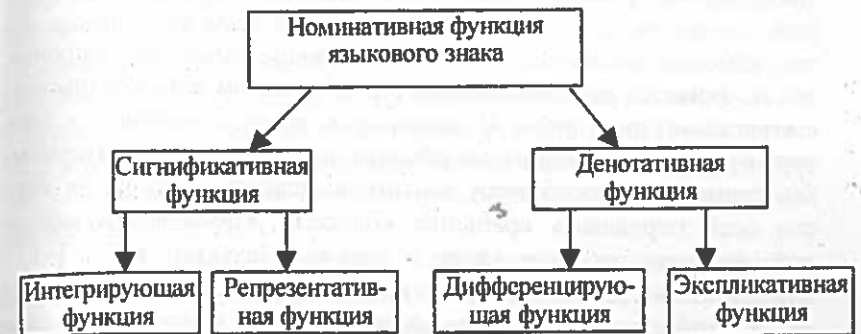 Номинативная функция
языкового знака
Сигнификативная
функция
Денотативная
функция
Интегрирующая
функция
Репрезентатив-
ная функция
Дифференцирую-
щая функция
Экспликативная
функция